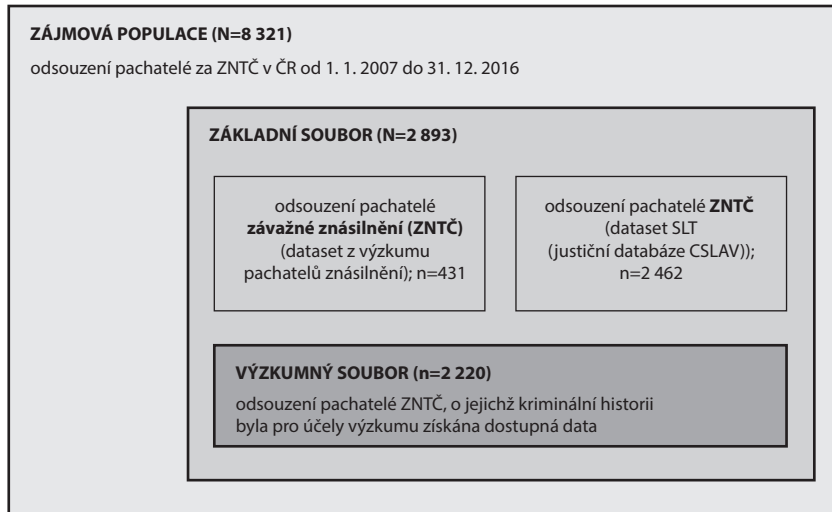 ZÁJMOVÁ POPULACE (N=8 321)
odsouzení pachatelé za ZNTČ v ČR od 1. 1. 2007 do 31. 12. 2016
ZÁKLADNÍ SOUBOR (N=2 893)
odsouzení pachatelé
závažné znásilnění (ZNTČ)
(dataset z výzkumu
pachatelů znásilnění); n=431
odsouzení pachatelé ZNTČ
(dataset SLT
(justiční databáze CSLAV));
n=2 462
VÝZKUMNÝ SOUBOR (n=2 220)
odsouzení pachatelé ZNTČ, o jejichž kriminální historii
byla pro účely výzkumu získána dostupná data